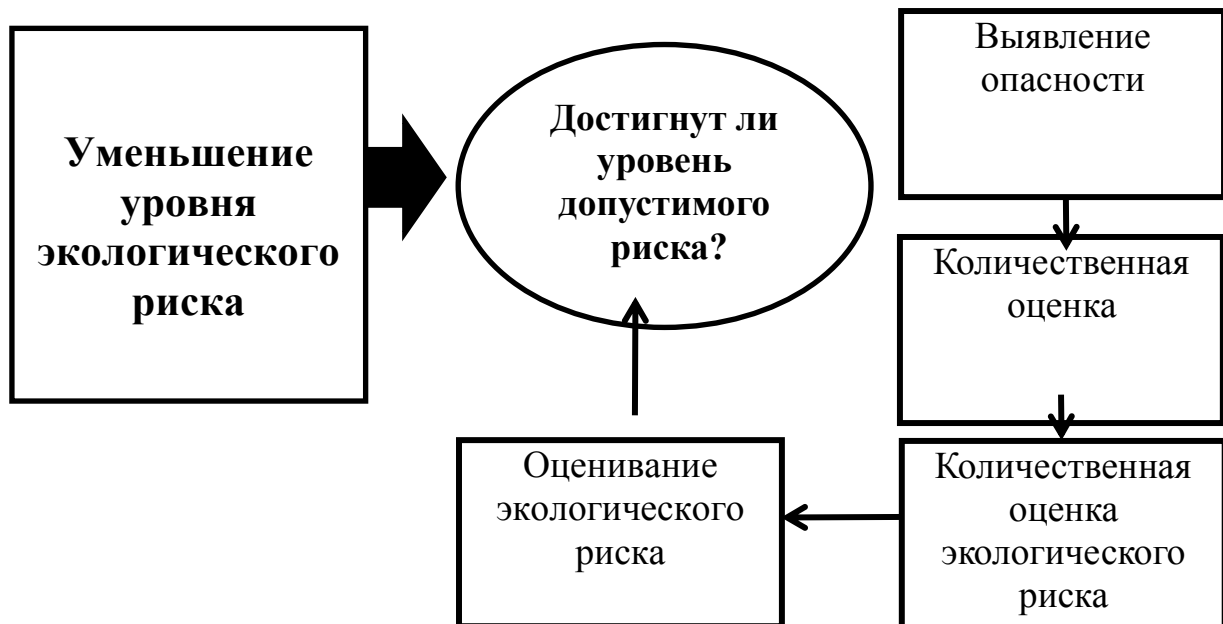 Уменьшение
уровня
экологического
риска
Достигнут ли
уровень
допустимого
риска?
Выявление
опасности
Количественная
оценка
Количественная
оценка
экологического
риска
Оценивание
экологического
риска